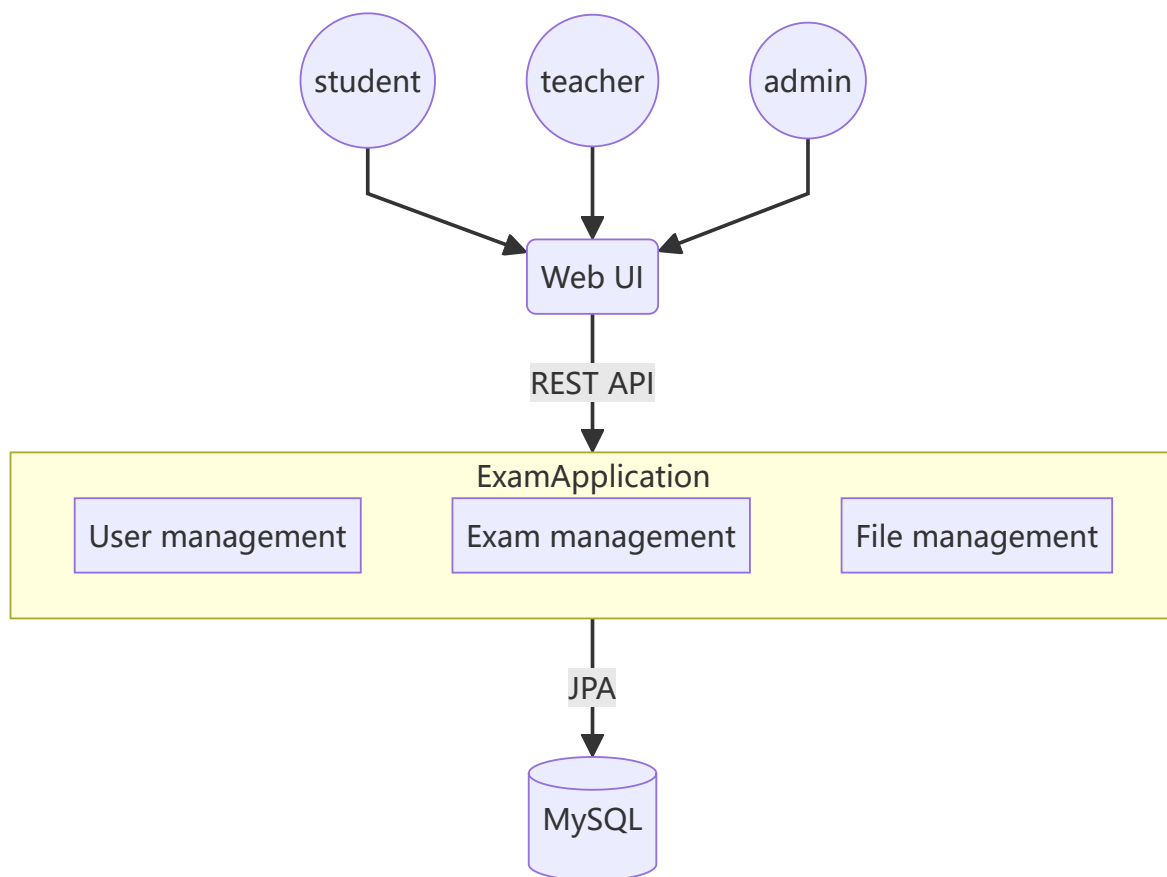 student
teacher
admin
Web UI
REST API
ExamApplication
User management
Exam management
File management
JPA
MySQL